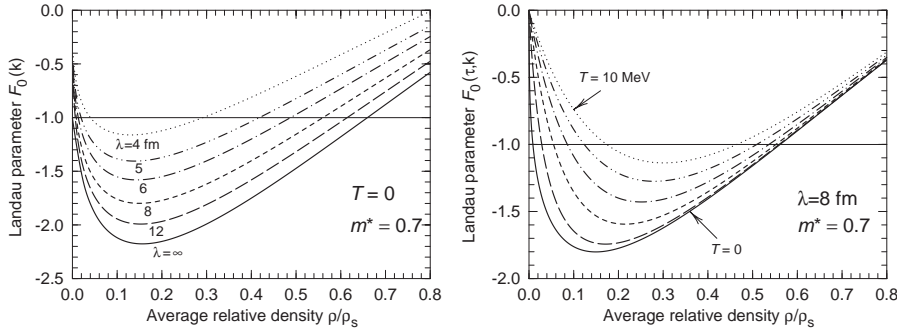 Landau parameter F₀(k)
0.0
-0.5
-1.0
-1.5
-2.0
-2.5
λ=4 fm
5
6
8
12
λ=∞
T = 0
m* = 0.7
0.0 0.1 0.2 0.3 0.4 0.5 0.6 0.7 0.8
Average relative density ρ/ρₛ
Landau parameter F₀(τ,k)
0.0
-0.5
-1.0
-1.5
-2.0
T = 10 MeV
T = 0
λ=8 fm
m* = 0.7
0.0 0.1 0.2 0.3 0.4 0.5 0.6 0.7 0.8
Average relative density ρ/ρₛ